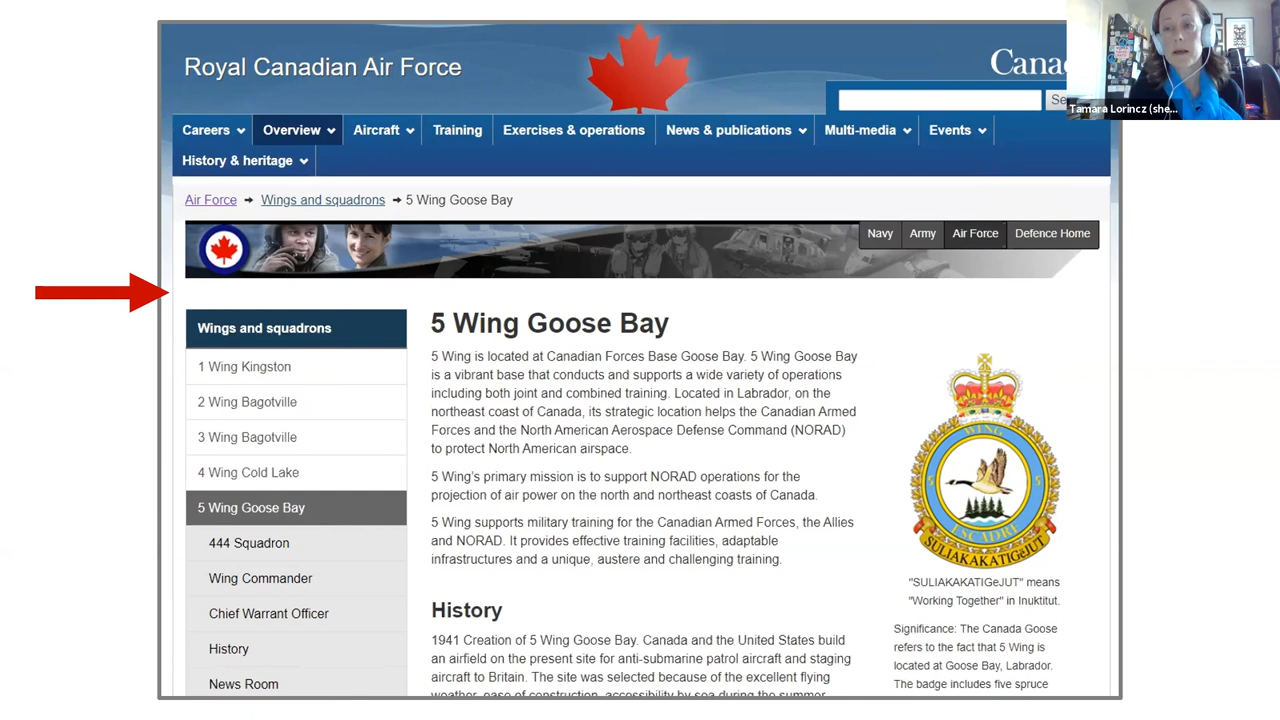 Royal Canadian Air Force
Canad
Se
Tamara Lorincz (she...
Careers
Overview
Aircraft
Training
Exercises & operations
News & publications
Multi-media
Events
History & heritage
Air Force
Wings and squadrons
5 Wing Goose Bay
Navy
Army
Air Force
Defence Home
Wings and squadrons
1 Wing Kingston
2 Wing Bagotville
3 Wing Bagotville
4 Wing Cold Lake
5 Wing Goose Bay
444 Squadron
Wing Commander
Chief Warrant Officer
History
News Room
5 Wing Goose Bay
5 Wing is located at Canadian Forces Base Goose Bay. 5 Wing Goose Bay
is a vibrant base that conducts and supports a wide variety of operations
including both joint and combined training. Located in Labrador, on the
northeast coast of Canada, its strategic location helps the Canadian Armed
Forces and the North American Aerospace Defense Command (NORAD)
to protect North American airspace.
5 Wing's primary mission is to support NORAD operations for the
projection of air power on the north and northeast coasts of Canada.
5 Wing supports military training for the Canadian Armed Forces, the Allies
and NORAD. It provides effective training facilities, adaptable
infrastructures and a unique, austere and challenging training.
History
1941 Creation of 5 Wing Goose Bay. Canada and the United States build
an airfield on the present site for anti-submarine patrol aircraft and staging
aircraft to Britain. The site was selected because of the excellent flying
weather, ease of construction, accessibility by sea during the summer
WING
5 5
ESCADRE
SULIAKAKATIGeJUT
"SULIAKAKATIGeJUT" means
"Working Together" in Inuktitut.
Significance: The Canada Goose
refers to the fact that 5 Wing is
located at Goose Bay, Labrador.
The badge includes five spruce